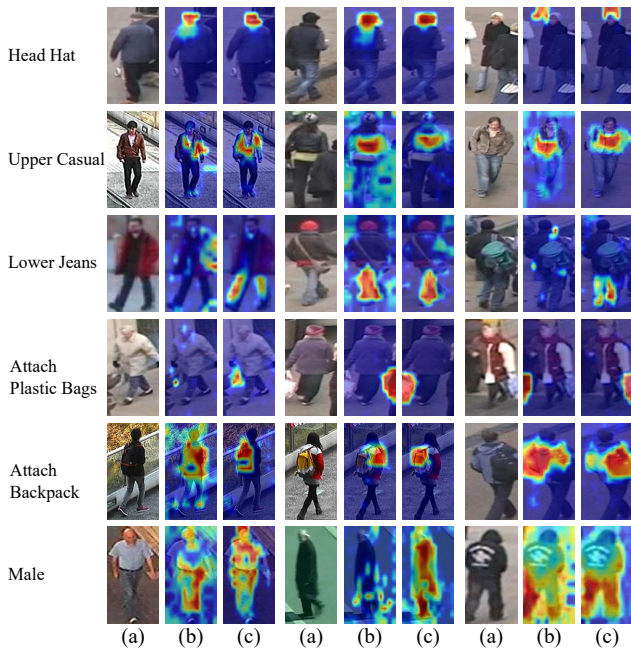 Head Hat
Upper Casual
Lower Jeans
Attach
Plastic Bags
Attach
Backpack
Male
(a) (b) (c) (a) (b) (c) (a) (b) (c)